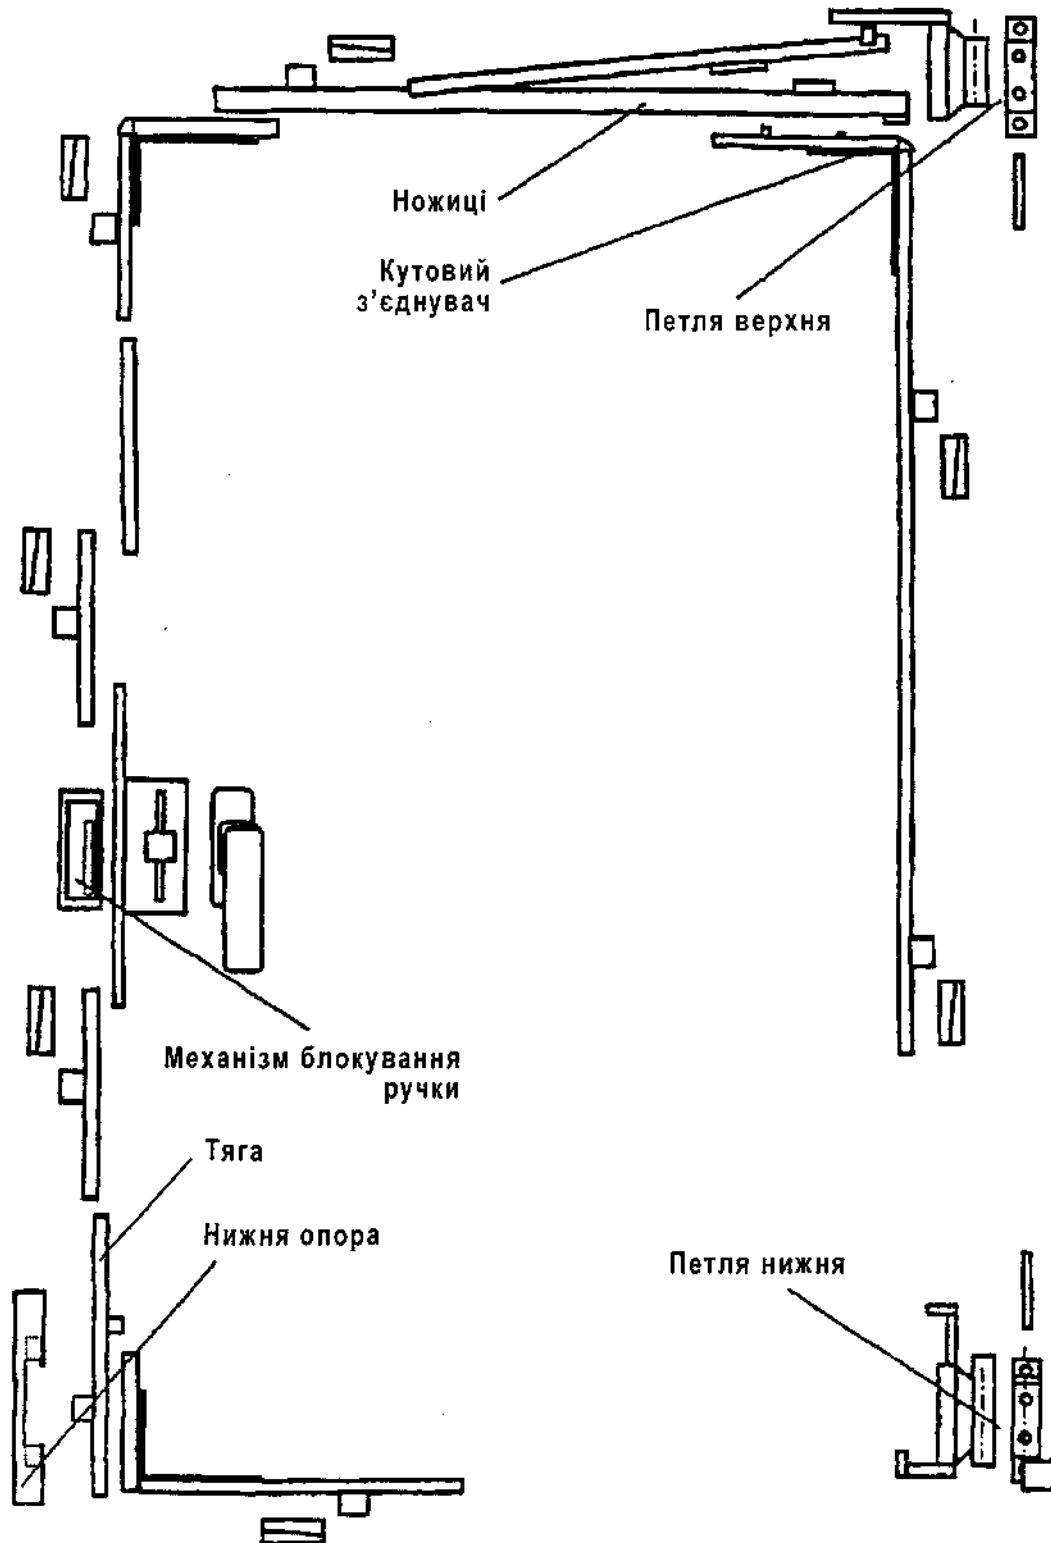 Ножиці
Кутовий
з’єднувач
Петля верхня
Механізм блокування
ручки
Тяга
Нижня опора
Петля нижня